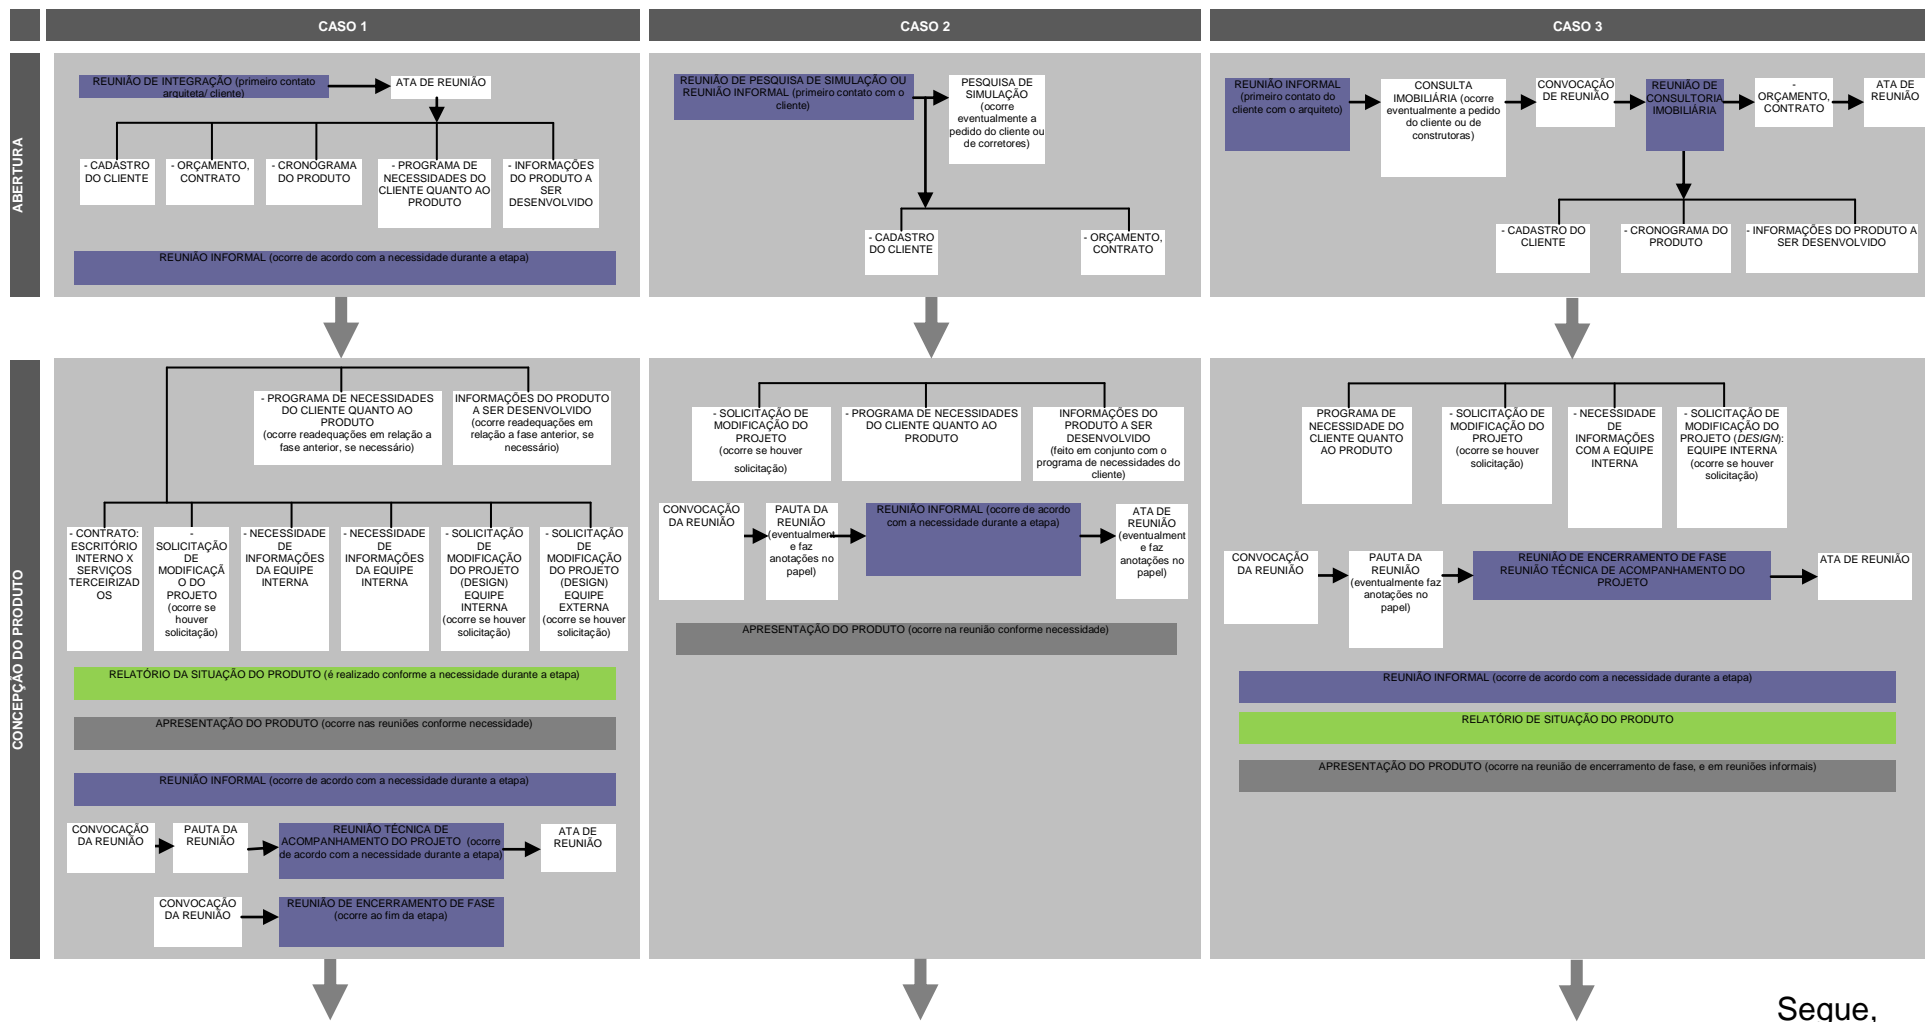 CASO 1
CASO 2
CASO 3
ABERTURA
REUNIÃO DE INTEGRAÇÃO (primeiro contato
arquiteta/ cliente)
ATA DE REUNIÃO
- CADASTRO
DO CLIENTE
- ORÇAMENTO,
CONTRATO
- CRONOGRAMA
DO PRODUTO
- PROGRAMA DE
NECESSIDADES DO
CLIENTE QUANTO AO
PRODUTO
- INFORMAÇÕES
DO PRODUTO A
SER
DESENVOLVIDO
REUNIÃO INFORMAL (ocorre de acordo com a necessidade durante a etapa)
REUNIÃO DE PESQUISA DE SIMULAÇÃO OU
REUNIÃO INFORMAL (primeiro contato com o
cliente)
PESQUISA DE
SIMULAÇÃO
(ocorre
eventualmente a
pedido do cliente ou
de corretores)
- CADASTRO
DO CLIENTE
- ORÇAMENTO,
CONTRATO
REUNIÃO INFORMAL
(primeiro contato do
cliente com o arquiteto)
CONSULTA
IMOBILIÁRIA (ocorre
eventualmente a pedido
do cliente ou de
construtoras)
CONVOCAÇÃO
DE REUNIÃO
REUNIÃO DE
CONSULTORIA
IMOBILIÁRIA
-
ORÇAMENTO,
CONTRATO
ATA DE
REUNIÃO
- CADASTRO DO
CLIENTE
- CRONOGRAMA DO
PRODUTO
- INFORMAÇÕES DO PRODUTO A
SER DESENVOLVIDO
CONCEPÇÃO DO PRODUTO
- PROGRAMA DE NECESSIDADES
DO CLIENTE QUANTO AO
PRODUTO
(ocorre readequações em relação a
fase anterior, se necessário)
INFORMAÇÕES DO PRODUTO
A SER DESENVOLVIDO
(ocorre readequações em
relação a fase anterior, se
necessário)
- CONTRATO:
ESCRITÓRIO
INTERNO X
SERVIÇOS
TERCEIRIZAD
OS
-
SOLICITAÇÃO
DE
MODIFICAÇÃ
O DO
PROJETO
(ocorre se
houver
solicitação)
- NECESSIDADE
DE
INFORMAÇÕES
DA EQUIPE
INTERNA
- NECESSIDADE
DE
INFORMAÇÕES
DA EQUIPE
INTERNA
- SOLICITAÇÃO
DE
MODIFICAÇÃO
DO PROJETO
(DESIGN)
EQUIPE
INTERNA
(ocorre se houver
solicitação)
- SOLICITAÇÃO
DE
MODIFICAÇÃO
DO PROJETO
(DESIGN)
EQUIPE
EXTERNA
(ocorre se houver
solicitação)
RELATÓRIO DA SITUAÇÃO DO PRODUTO (é realizado conforme a necessidade durante a etapa)
APRESENTAÇÃO DO PRODUTO (ocorre nas reuniões conforme necessidade)
REUNIÃO INFORMAL (ocorre de acordo com a necessidade durante a etapa)
CONVOCAÇÃO
DA REUNIÃO
PAUTA DA
REUNIÃO
REUNIÃO TÉCNICA DE
ACOMPANHAMENTO DO PROJETO (ocorre
de acordo com a necessidade durante a etapa)
ATA DE
REUNIÃO
CONVOCAÇÃO
DA REUNIÃO
REUNIÃO DE ENCERRAMENTO DE FASE
(ocorre ao fim da etapa)
- SOLICITAÇÃO DE
MODIFICAÇÃO DO
PROJETO
(ocorre se houver
solicitação)
- PROGRAMA DE NECESSIDADES
DO CLIENTE QUANTO AO
PRODUTO
INFORMAÇÕES DO
PRODUTO A SER
DESENVOLVIDO
(feito em conjunto com o
programa de necessidades do
cliente)
CONVOCAÇÃO
DA REUNIÃO
PAUTA DA
REUNIÃO
(eventualment
e faz
anotações no
papel)
REUNIÃO INFORMAL (ocorre de acordo
com a necessidade durante a etapa)
ATA DE
REUNIÃO
(eventualment
e faz
anotações no
papel)
APRESENTAÇÃO DO PRODUTO (ocorre na reunião conforme necessidade)
PROGRAMA DE
NECESSIDADE DO
CLIENTE QUANTO
AO PRODUTO
- SOLICITAÇÃO DE
MODIFICAÇÃO DO
PROJETO
(ocorre se houver
solicitação)
- NECESSIDADE
DE
INFORMAÇÕES
COM A EQUIPE
INTERNA
- SOLICITAÇÃO DE
MODIFICAÇÃO DO
PROJETO (DESIGN):
EQUIPE INTERNA
(ocorre se houver
solicitação)
CONVOCAÇÃO
DA REUNIÃO
PAUTA DA
REUNIÃO
(eventualmente faz
anotações no
papel)
REUNIÃO DE ENCERRAMENTO DE FASE
REUNIÃO TÉCNICA DE ACOMPANHAMENTO DO
PROJETO
ATA DE REUNIÃO
REUNIÃO INFORMAL (ocorre de acordo com a necessidade durante a etapa)
RELATÓRIO DE SITUAÇÃO DO PRODUTO
APRESENTAÇÃO DO PRODUTO (ocorre na reunião de encerramento de fase, e em reuniões informais)
Segue,